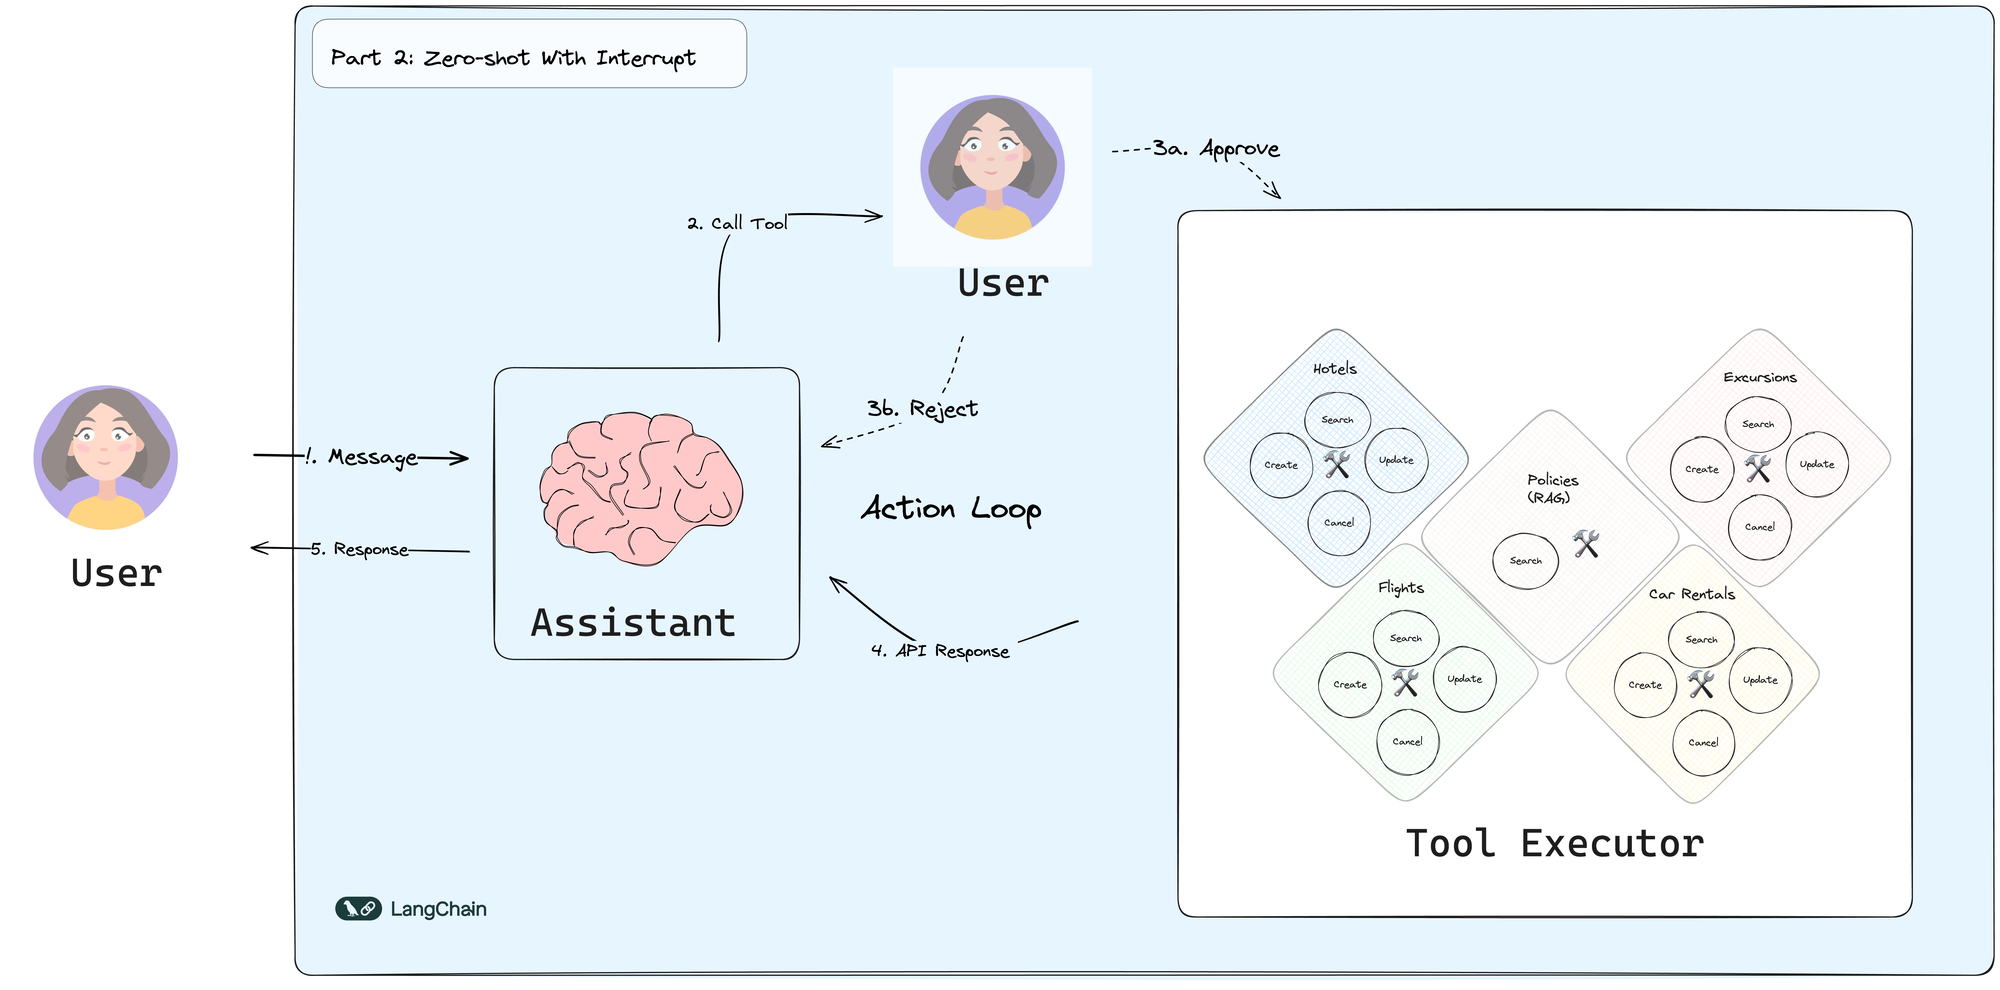 Part 2: Zero-shot With Interrupt
3a. Approve
2. Call Tool
User
3b. Reject
1. Message
5. Response
User
Assistant
Action Loop
4. API Response
Hotels
Search
Create
Update
Cancel
Excursions
Search
Create
Update
Cancel
Policies
(RAG)
Search
Flights
Search
Create
Update
Cancel
Car Rentals
Search
Create
Update
Cancel
Tool Executor
LangChain